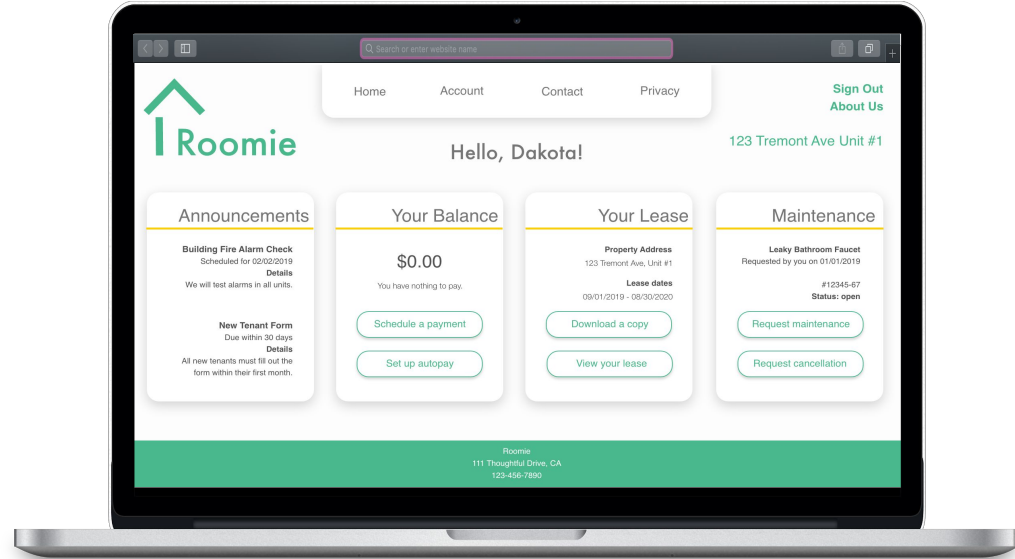 Search or enter website name
Home Account Contact Privacy
Sign Out
About Us
Roomie
Hello, Dakota!
123 Tremont Ave Unit #1
Announcements
Building Fire Alarm Check
Scheduled for 02/02/2019
Details
We will test alarms in all units.
New Tenant Form
Due within 30 days
Details
All new tenants must fill out the
form within their first month.
Your Balance
$0.00
You have nothing to pay.
Schedule a payment
Set up autopay
Your Lease
Property Address
123 Tremont Ave, Unit #1
Lease dates
09/01/2019 - 08/30/2020
Download a copy
View your lease
Maintenance
Leaky Bathroom Faucet
Requested by you on 01/01/2019
#12345-67
Status: open
Request maintenance
Request cancellation
Roomie
111 Thoughtful Drive, CA
123-456-7890